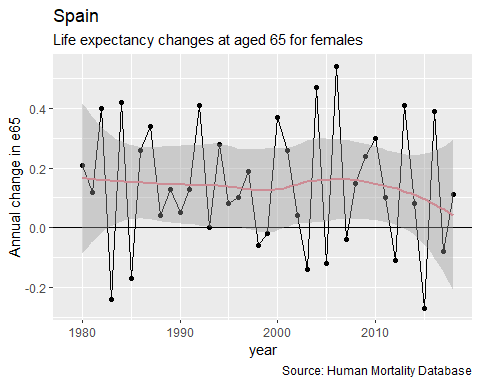 Spain
Life expectancy changes at aged 65 for females
Annual change in e65
0.4
0.2
0.0
-0.2
1980 1990 2000 2010
year
Source: Human Mortality Database